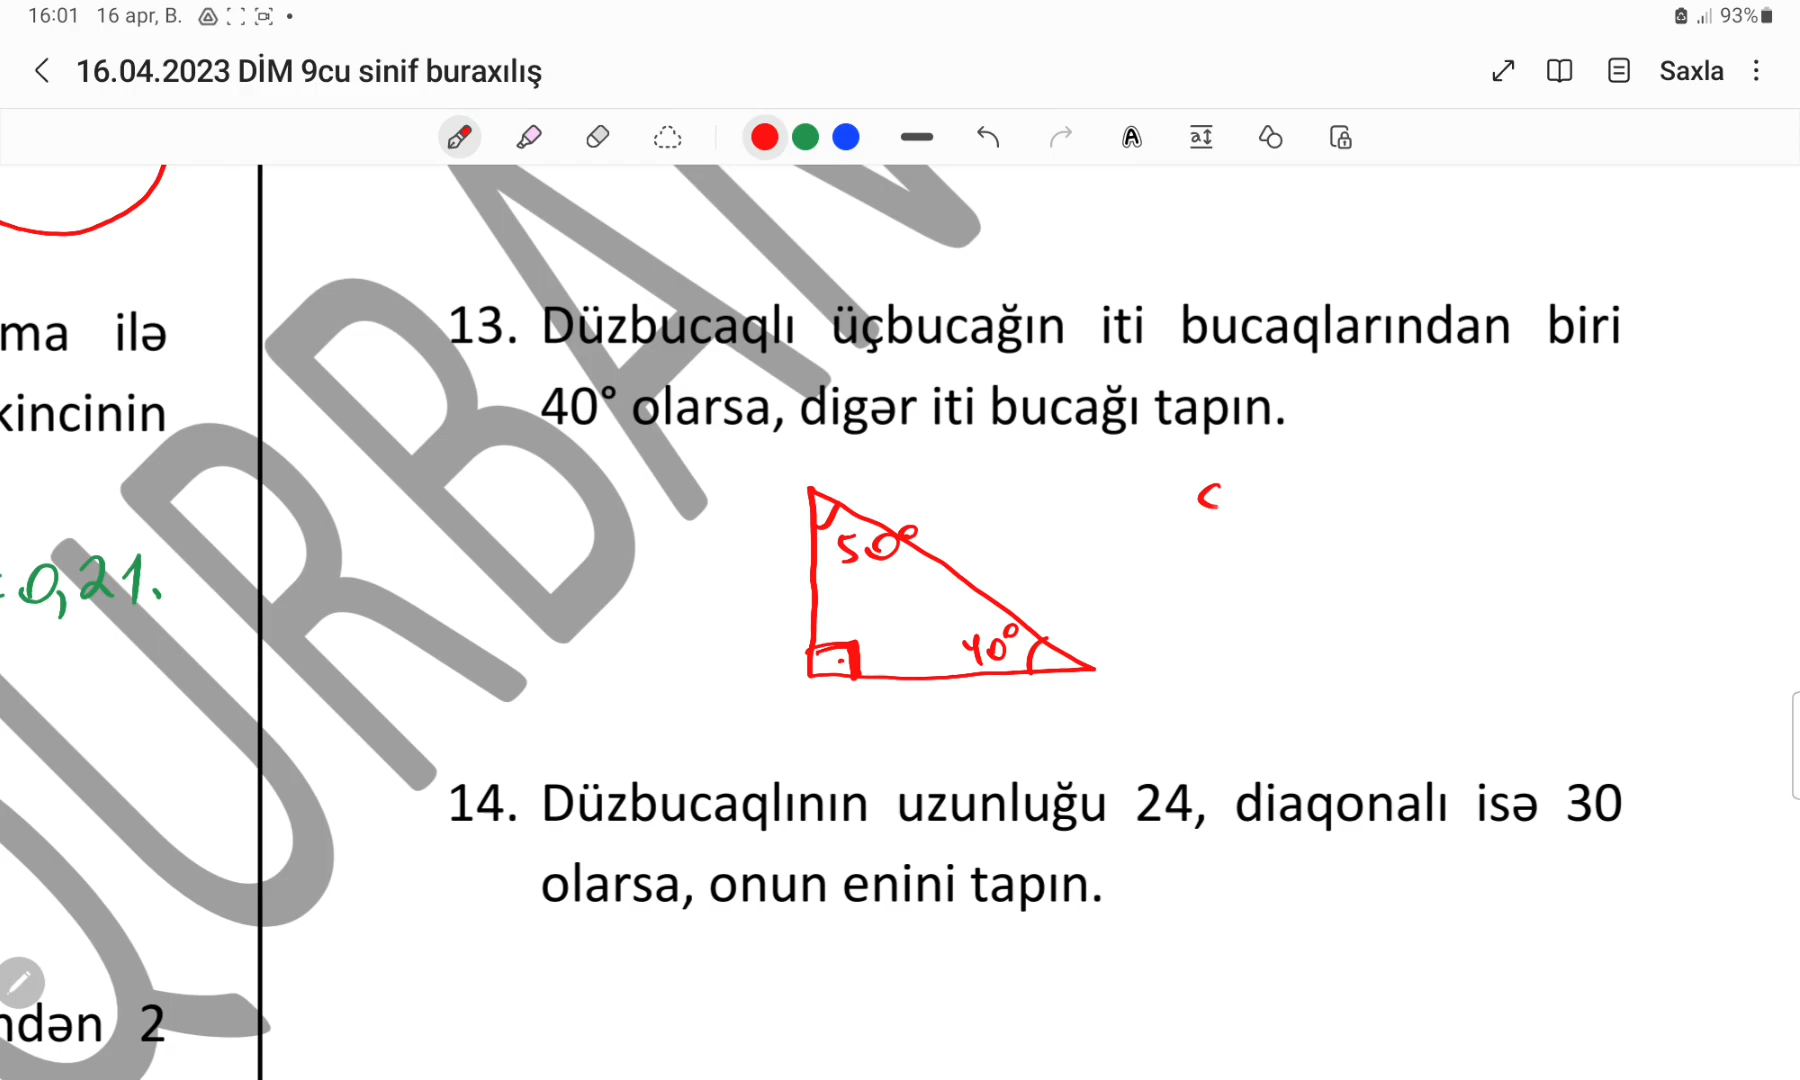 16:01 16 apr, B. 93%
16.04.2023 DİM 9cu sinif buraxılış Saxla
ma ilə
kincinin
= 0,21.
ndən 2
13. Düzbucaqlı üçbucağın iti bucaqlarından biri
40° olarsa, digər iti bucağı tapın.
50°
40°
14. Düzbucaqlının uzunluğu 24, diaqonalı isə 30
olarsa, onun enini tapın.